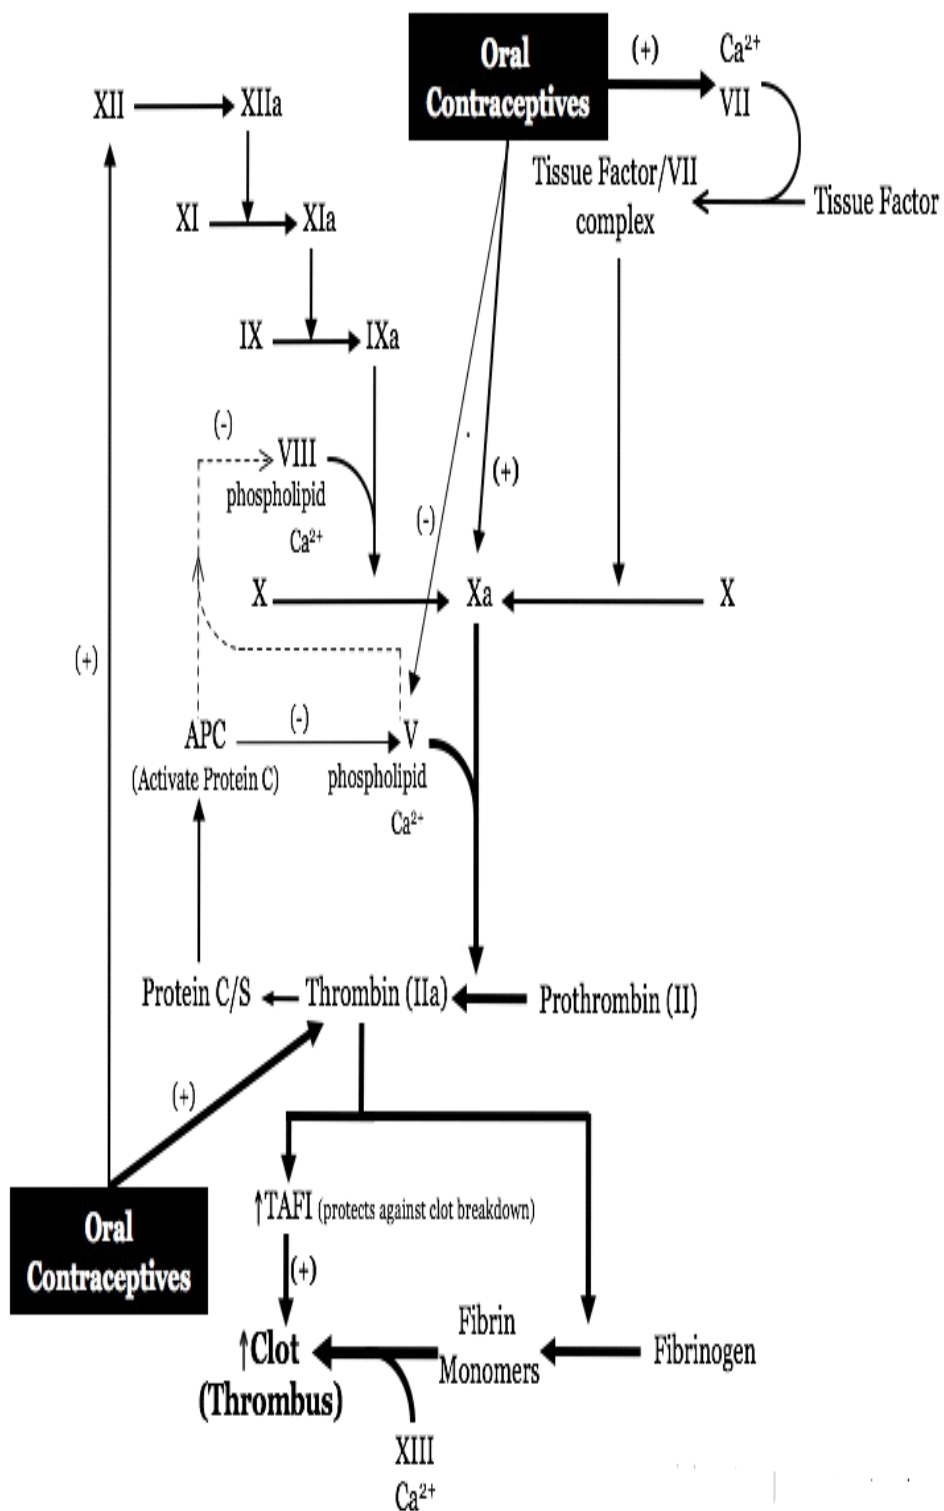 Oral
Contraceptives
(+)
Ca²⁺
VII
XII
XIIa
Tissue Factor/VII
complex
Tissue Factor
XI
XIa
IX
IXa
(-)
VIII
phospholipid
Ca²⁺
(+)
(-)
X
Xa
X
(+)
APC
(Activate Protein C)
(-)
V
phospholipid
Ca²⁺
Protein C/S
Thrombin (IIa)
Prothrombin (II)
(+)
Oral
Contraceptives
↑TAFI (protects against clot breakdown)
(+)
↑Clot
(Thrombus)
Fibrin
Monomers
Fibrinogen
XIII
Ca²⁺